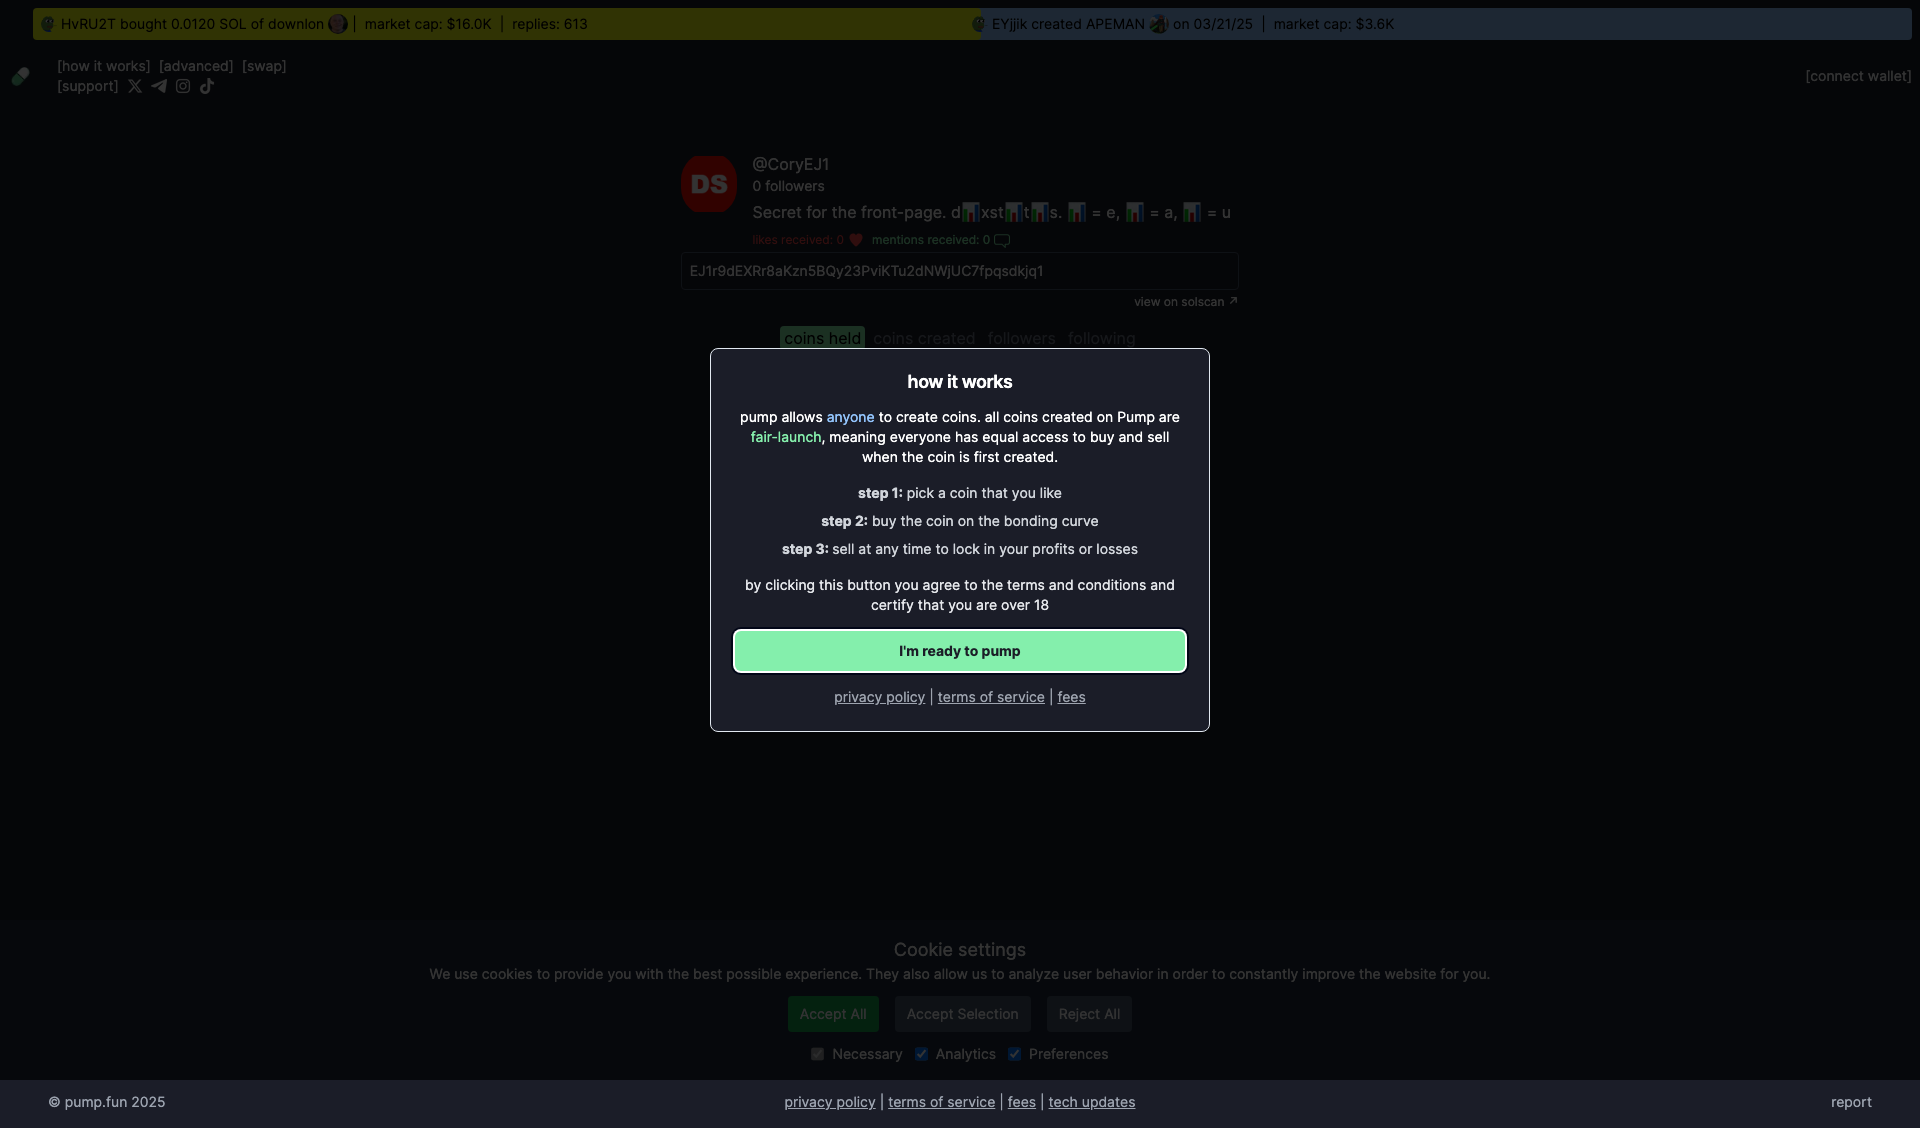 HvRU2T bought 0.0120 SOL of downlon | market cap: $16.0K | replies: 613
EYjjik created APEMAN on 03/21/25 | market cap: $3.6K
[how it works] [advanced] [swap]
[support]
[connect wallet]
DS
@CoryEJ1
0 followers
Secret for the front-page. d📊xst📊t📊s. 📊 = e, 📊 = a, 📊 = u
likes received: 0 mentions received: 0
EJ1r9dEXRr8aKzn5BQy23PviKTu2dNWjUC7fpqsdkjq1
view on solscan ↗
coins held coins created followers following
how it works
pump allows anyone to create coins. all coins created on Pump are
fair-launch, meaning everyone has equal access to buy and sell
when the coin is first created.
step 1: pick a coin that you like
step 2: buy the coin on the bonding curve
step 3: sell at any time to lock in your profits or losses
by clicking this button you agree to the terms and conditions and
certify that you are over 18
I'm ready to pump
privacy policy | terms of service | fees
Cookie settings
We use cookies to provide you with the best possible experience. They also allow us to analyze user behavior in order to constantly improve the website for you.
Accept All Accept Selection Reject All
Necessary Analytics Preferences
© pump.fun 2025
privacy policy | terms of service | fees | tech updates
report